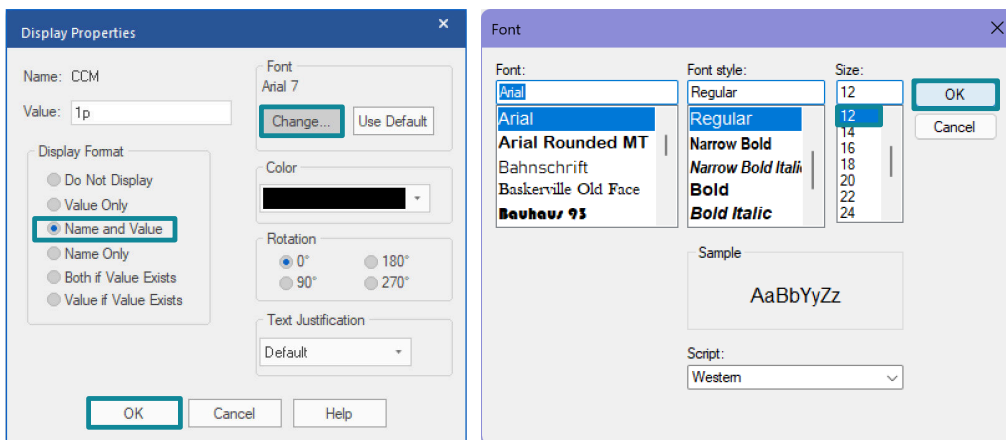 Display Properties
Name: CCM
Value: 1p
Display Format
Do Not Display
Value Only
Name and Value
Name Only
Both if Value Exists
Value if Value Exists
Font
Arial 7
Change...
Use Default
Color
Rotation
0° 180°
90° 270°
Text Justification
Default
OK Cancel Help
Font
Font: Font style: Size:
Arial Regular 12
Arial
Arial Rounded MT
Bahnschrift
Baskerville Old Face
Bauhaus 93
Regular
Narrow Bold
Narrow Bold Italic
Bold
Bold Italic
12
14
16
18
20
22
24
OK
Cancel
Sample
AaBbYyZz
Script:
Western